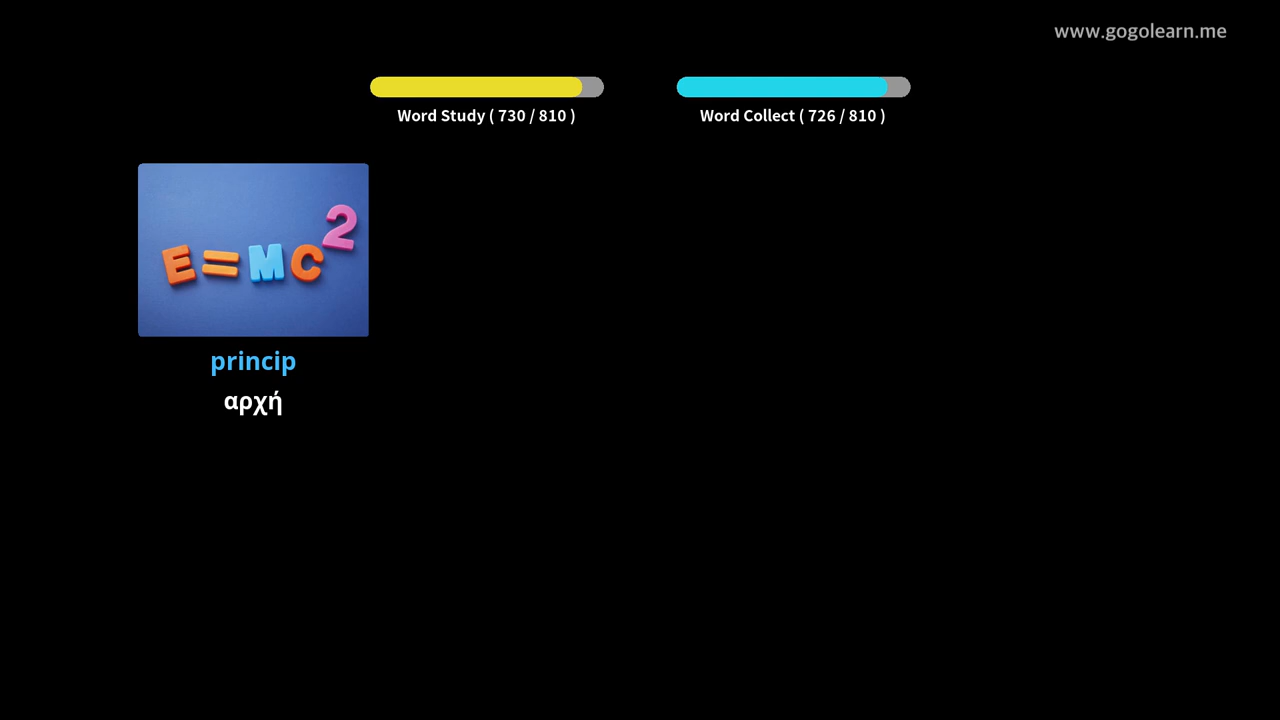 www.gogolearn.me
Word Study ( 730 / 810 )
Word Collect ( 726 / 810 )
E=MC²
princip
αρχή